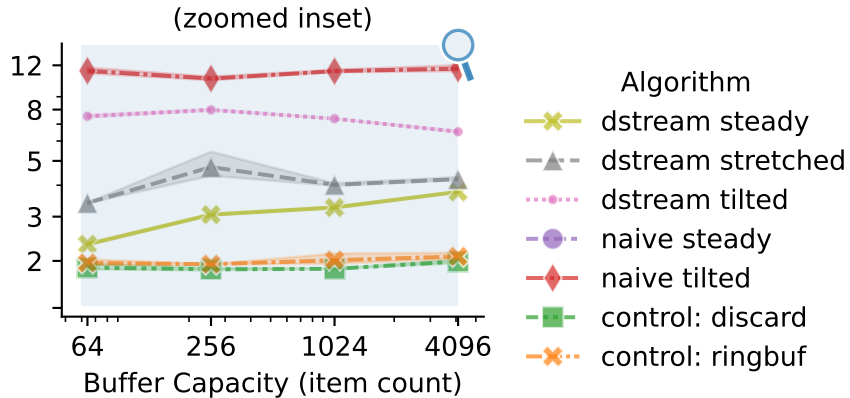 (zoomed inset)
12
8
5
3
2
64 256 1024 4096
Buffer Capacity (item count)
Algorithm
dstream steady
dstream stretched
dstream tilted
naive steady
naive tilted
control: discard
control: ringbuf